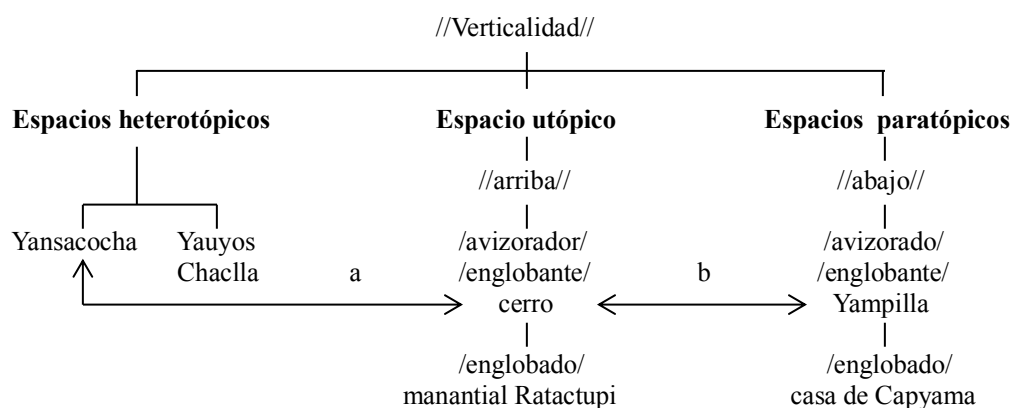 //Verticalidad//
Espacios heterotópicos Espacio utópico Espacios paratópicos
//arriba// //abajo//
Yansacocha Yauyos /avizorador/ /avizorado/
Chaclla a /englobante/ b /englobante/
cerro Yampilla
/englobado/ /englobado/
manantial Ratactupi casa de Capyama